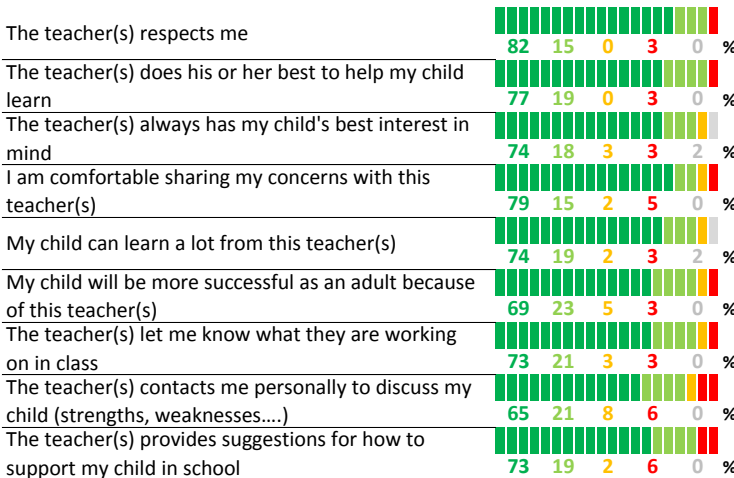 The teacher(s) respects me
82 15 0 3 0 %
The teacher(s) does his or her best to help my child
learn
77 19 0 3 0 %
The teacher(s) always has my child's best interest in
mind
74 18 3 3 2 %
I am comfortable sharing my concerns with this
teacher(s)
79 15 2 5 0 %
My child can learn a lot from this teacher(s)
74 19 2 3 2 %
My child will be more successful as an adult because
of this teacher(s)
69 23 5 3 0 %
The teacher(s) let me know what they are working
on in class
73 21 3 3 0 %
The teacher(s) contacts me personally to discuss my
child (strengths, weaknesses….)
65 21 8 6 0 %
The teacher(s) provides suggestions for how to
support my child in school
73 19 2 6 0 %